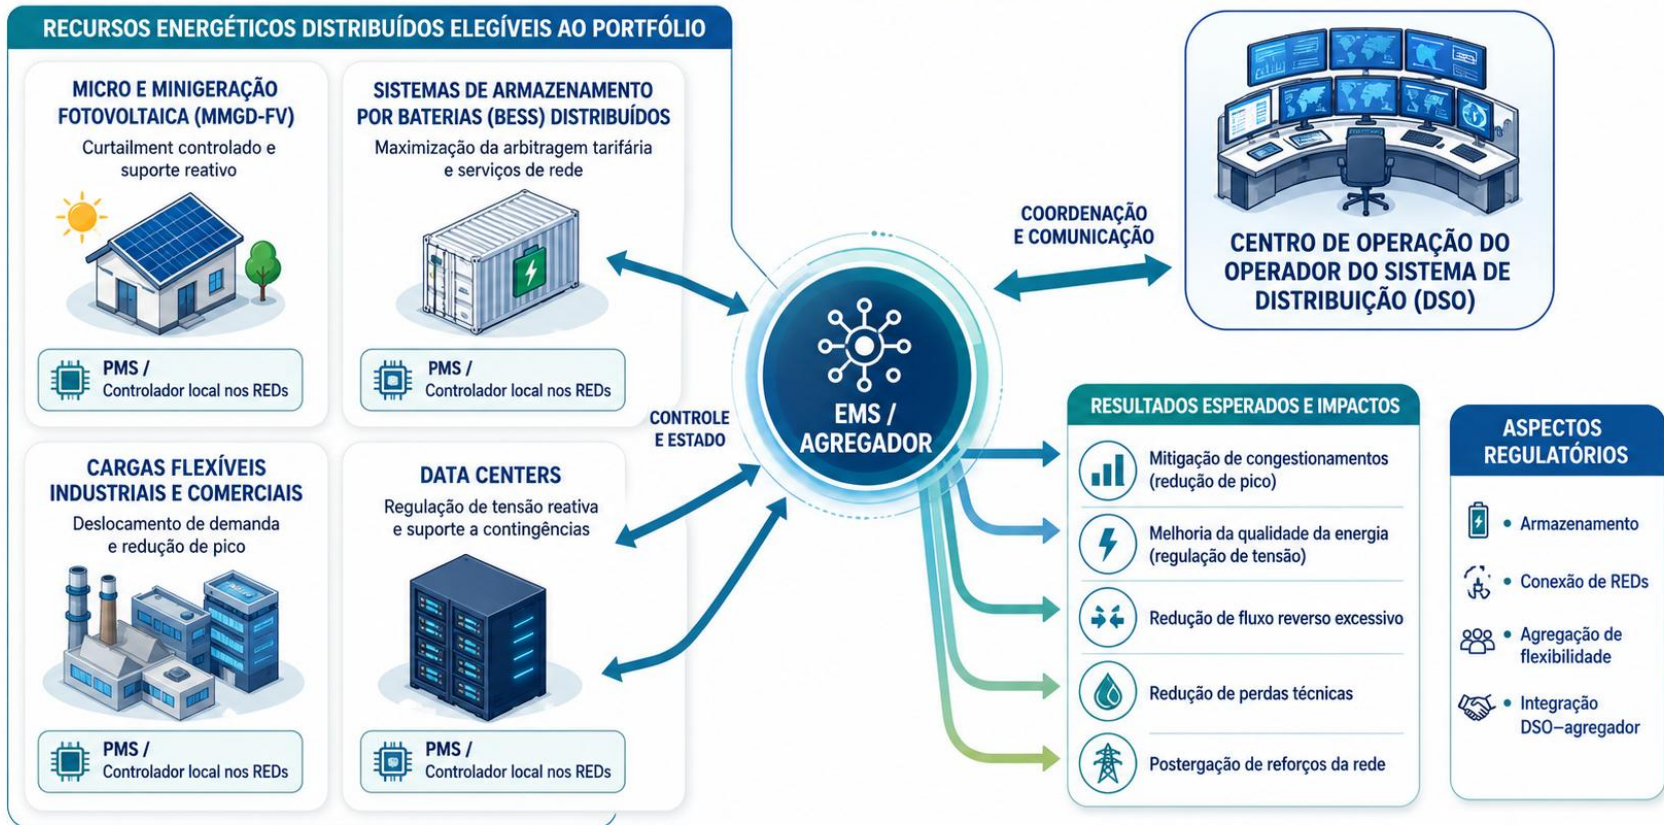 RECURSOS ENERGÉTICOS DISTRIBUÍDOS ELEGÍVEIS AO PORTFÓLIO
MICRO E MINIGERAÇÃO
FOTOVOLTAICA (MMGD-FV)
Curtailment controlado e
suporte reativo
PMS /
Controlador local nos REDs
SISTEMAS DE ARMAZENAMENTO
POR BATERIAS (BESS) DISTRIBUÍDOS
Maximização da arbitragem tarifária
e serviços de rede
PMS /
Controlador local nos REDs
CARGAS FLEXÍVEIS
INDUSTRIAIS E COMERCIAIS
Deslocamento de demanda
e redução de pico
PMS /
Controlador local nos REDs
DATA CENTERS
Regulação de tensão reativa
e suporte a contingências
PMS /
Controlador local nos REDs
CONTROLE
E ESTADO
EMS /
AGREGADOR
COORDENAÇÃO
E COMUNICAÇÃO
CENTRO DE OPERAÇÃO DO
OPERADOR DO SISTEMA DE
DISTRIBUIÇÃO (DSO)
RESULTADOS ESPERADOS E IMPACTOS
Mitigação de congestionamentos
(redução de pico)
Melhoria da qualidade da energia
(regulação de tensão)
Redução de fluxo reverso excessivo
Redução de perdas técnicas
Postergação de reforços da rede
ASPECTOS
REGULATÓRIOS
• Armazenamento
• Conexão de REDs
• Agregação de
flexibilidade
• Integração
DSO–agregador